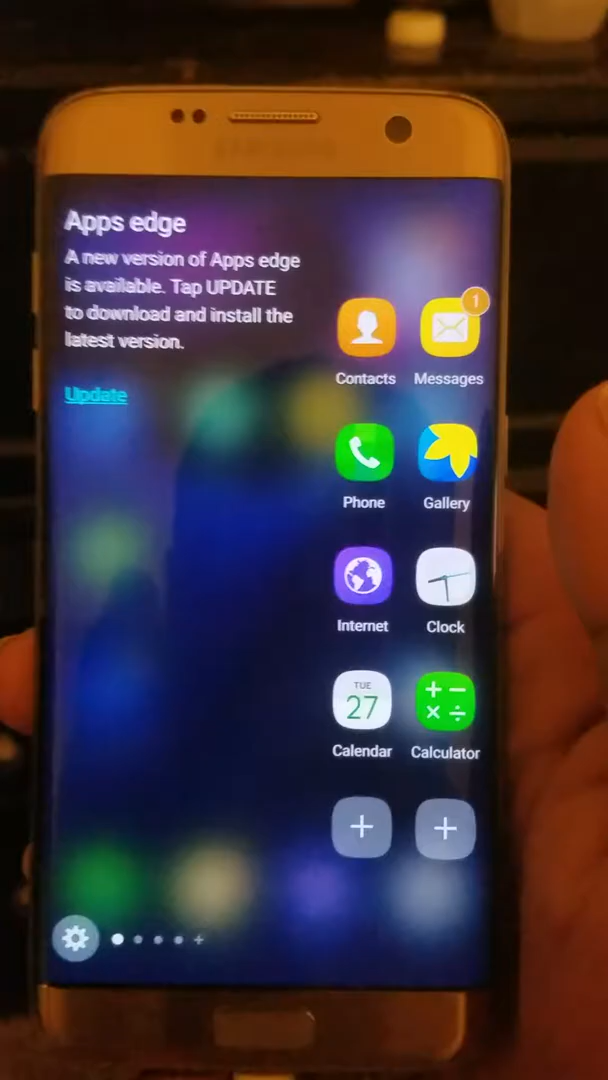 Apps edge
A new version of Apps edge
is available. Tap UPDATE
to download and install the
latest version.
Update
1
Contacts Messages
Phone Gallery
Internet Clock
TUE
27
Calendar Calculator